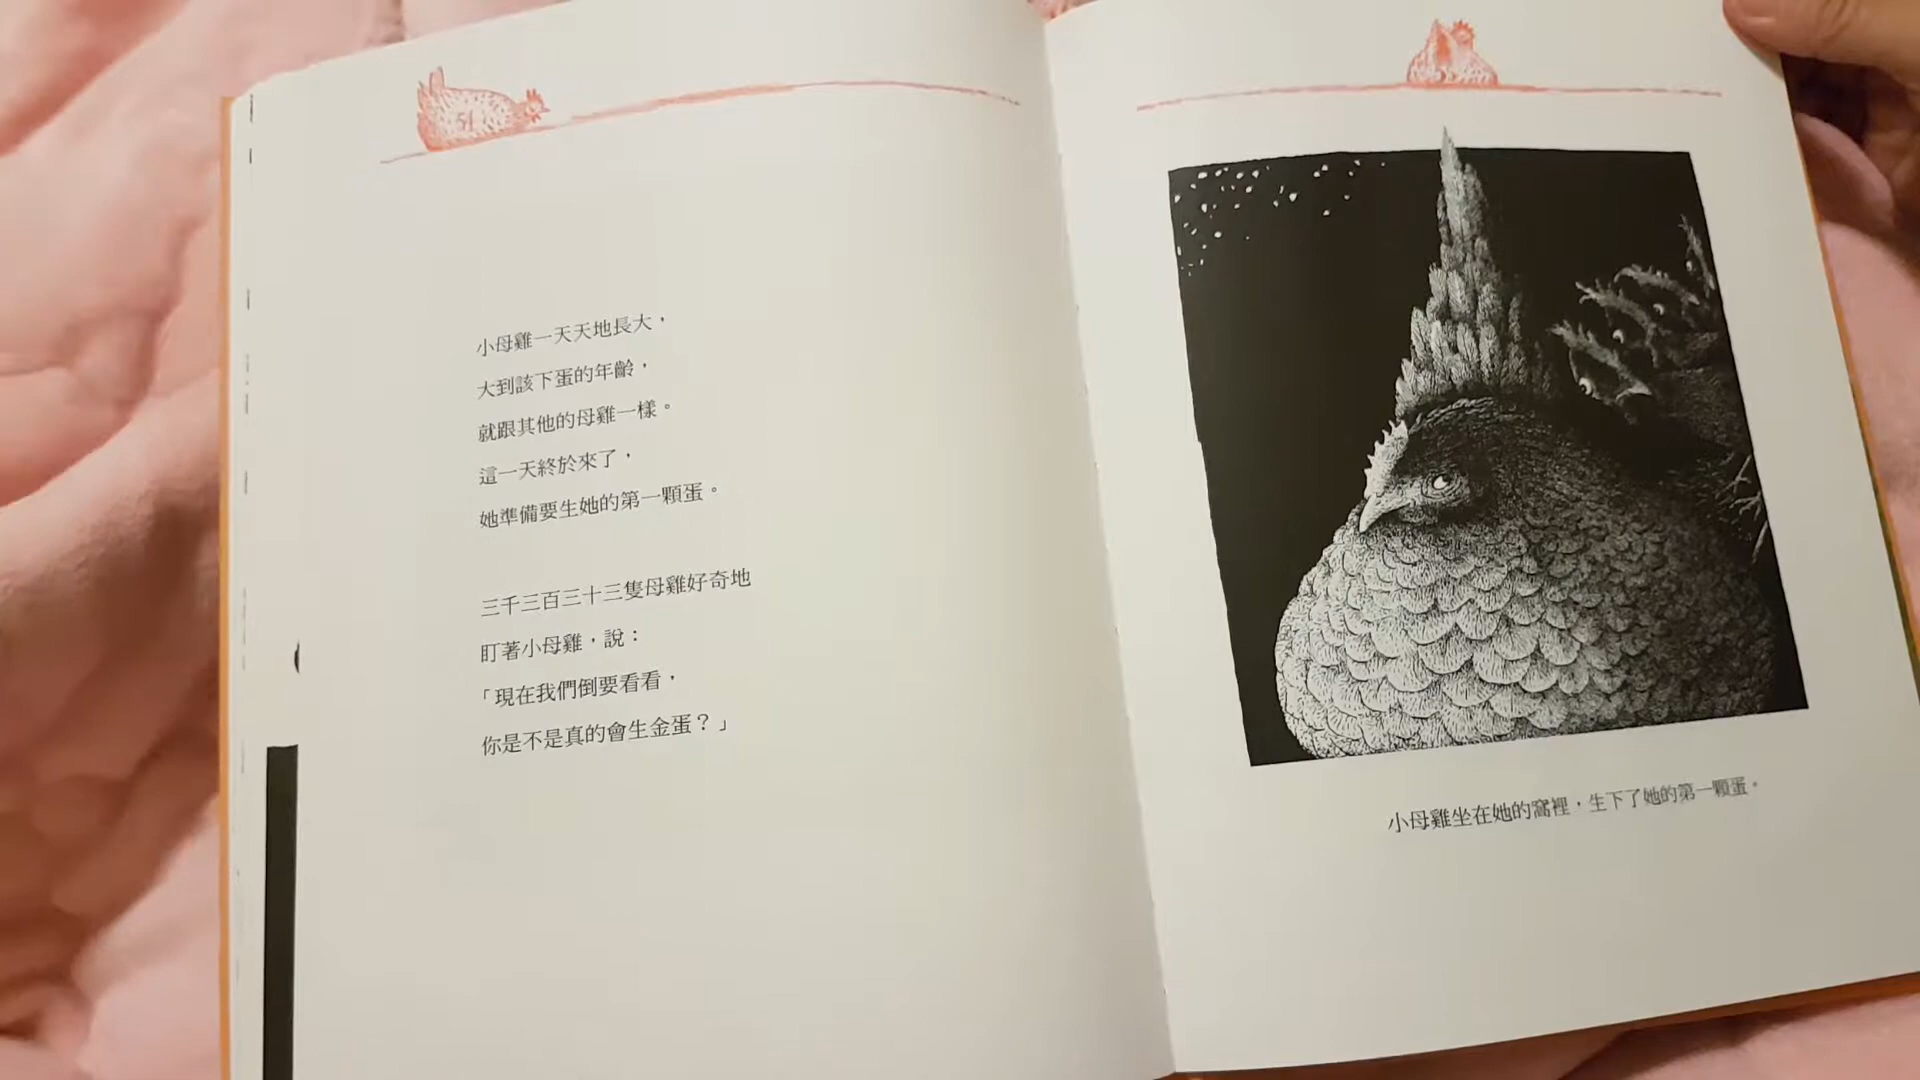 51
小母雞一天天地長大，
大到該下蛋的年齡，
就跟其他的母雞一樣。
這一天終於來了，
她準備要生她的第一顆蛋。
三千三百三十三隻母雞好奇地
盯著小母雞，說：
「現在我們倒要看看，
你是不是真的會生金蛋？」
小母雞坐在她的窩裡，生下了她的第一顆蛋。